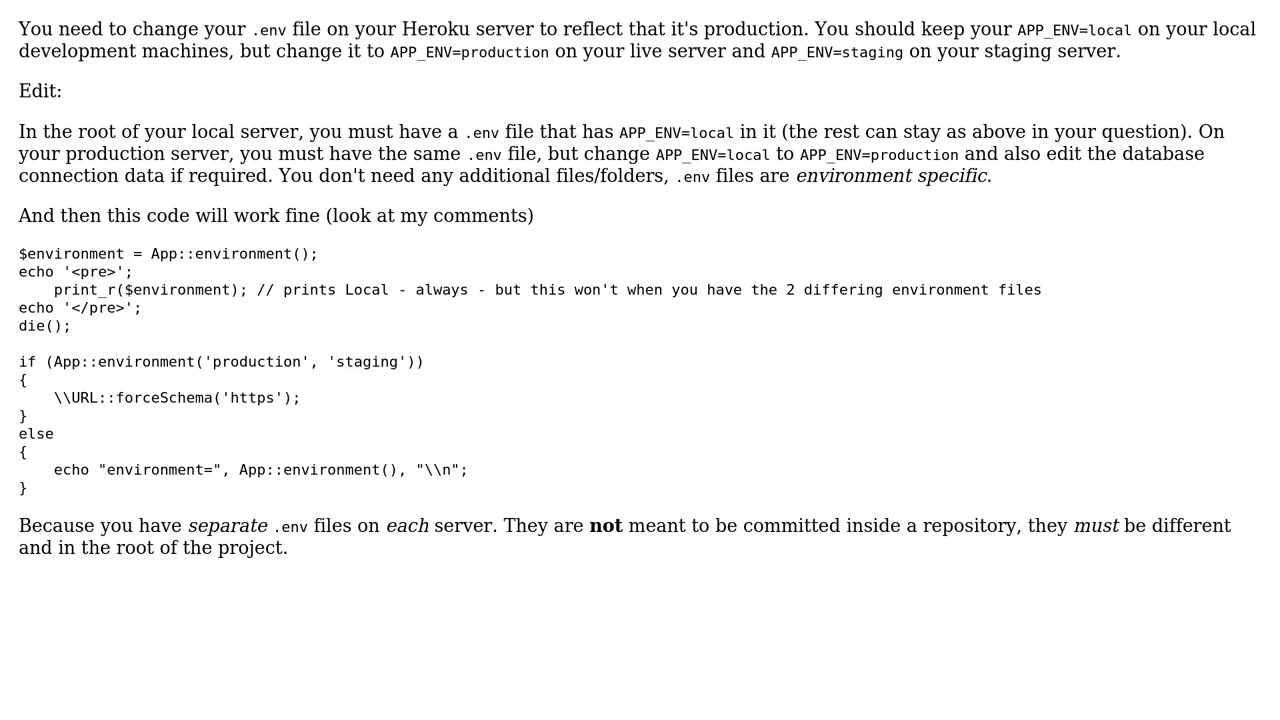 You need to change your .env file on your Heroku server to reflect that it's production. You should keep your APP_ENV=local on your local
development machines, but change it to APP_ENV=production on your live server and APP_ENV=staging on your staging server.
Edit:
In the root of your local server, you must have a .env file that has APP_ENV=local in it (the rest can stay as above in your question). On
your production server, you must have the same .env file, but change APP_ENV=local to APP_ENV=production and also edit the database
connection data if required. You don't need any additional files/folders, .env files are environment specific.
And then this code will work fine (look at my comments)
$environment = App::environment();
echo '<pre>';
    print_r($environment); // prints Local - always - but this won't when you have the 2 differing environment files
echo '</pre>';
die();
if (App::environment('production', 'staging'))
{
    \\URL::forceSchema('https');
}
else
{
    echo "environment=", App::environment(), "\\n";
}
Because you have separate .env files on each server. They are not meant to be committed inside a repository, they must be different
and in the root of the project.